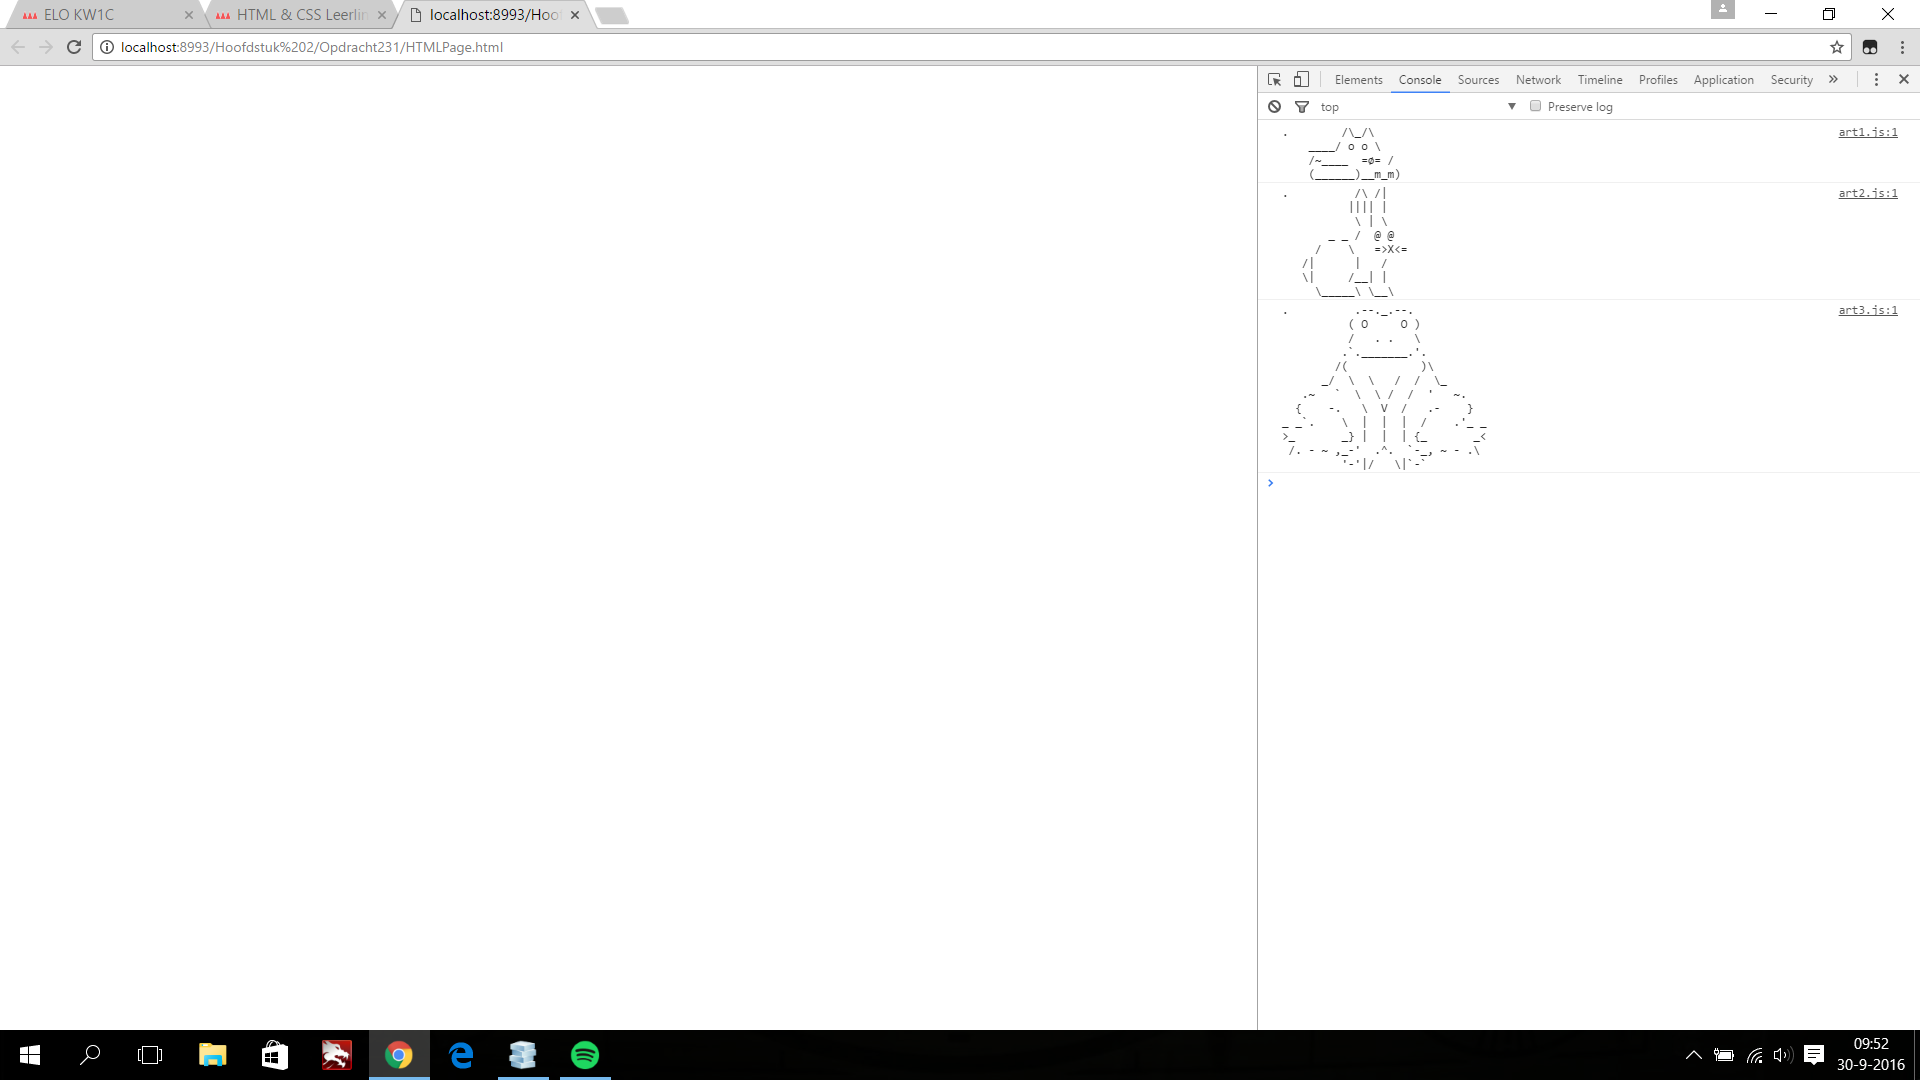 ELO KW1C
HTML & CSS Leerlin
localhost:8993/Hoof
localhost:8993/Hoofdstuk%202/Opdracht231/HTMLPage.html
Elements Console Sources Network Timeline Profiles Application Security »
top Preserve log
.        /\_/\ art1.js:1
    ____/ o o \
    /~____  =ø= /
    (______)__m_m)
.          /\ /| art2.js:1
          |||| |
           \ | \
       _ _ /  @ @
     /    \   =>X<=
   /|      |   /
   \|     /__| |
     \_____\ \__\
.          .--._.--. art3.js:1
          ( O     O )
          /   . .   \
         .`._______.'.
        /(           )\
      _/  \  \   /  /  \_
   .~   `  \  \ /  /  '   ~.
  {    -.   \  V  /   .-    }
_ _`.    \  |  |  |  /    .'_ _
>_       _} |  |  | {_       _<
 /. - ~ ,_-'  .^.  `-_, ~ - .\
         '-'|/   \|`-`
>
09:52
30-9-2016